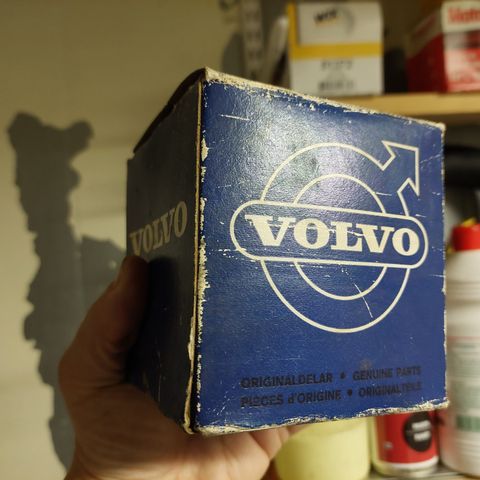 VOLVO
VOLVO
ORIGINALDELAR • GENUINE PARTS
PIÈCES d'ORIGINE • ORIGINALTEILE